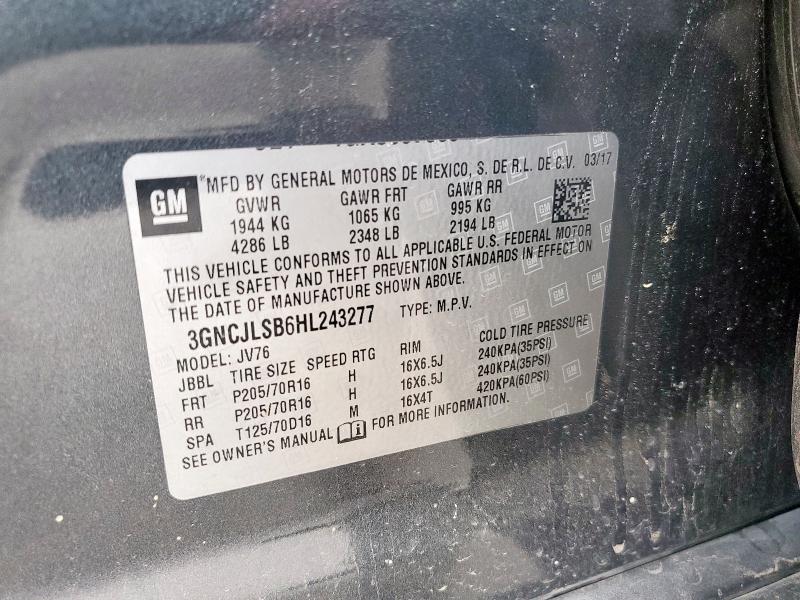 GM
*MFD BY GENERAL MOTORS DE MEXICO, S. DE R.L. DE C.V. 03/17
GVWR GAWR FRT GAWR RR
1944 KG 1065 KG 995 KG
4286 LB 2348 LB 2194 LB
THIS VEHICLE CONFORMS TO ALL APPLICABLE U.S. FEDERAL MOTOR
VEHICLE SAFETY AND THEFT PREVENTION STANDARDS IN EFFECT ON
THE DATE OF MANUFACTURE SHOWN ABOVE.
3GNCJLSB6HL243277 TYPE: M.P.V.
MODEL: JV76
JBBL TIRE SIZE SPEED RTG RIM COLD TIRE PRESSURE
FRT P205/70R16 H 16X6.5J 240KPA(35PSI)
RR P205/70R16 H 16X6.5J 240KPA(35PSI)
SPA T125/70D16 M 16X4T 420KPA(60PSI)
SEE OWNER'S MANUAL FOR MORE INFORMATION.